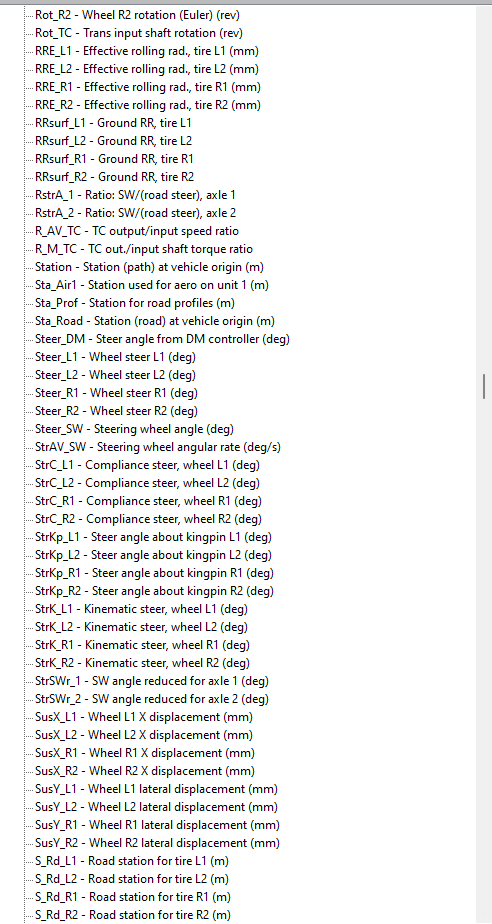 Rot_R2 - Wheel R2 rotation (Euler) (rev)
Rot_TC - Trans input shaft rotation (rev)
RRE_L1 - Effective rolling rad., tire L1 (mm)
RRE_L2 - Effective rolling rad., tire L2 (mm)
RRE_R1 - Effective rolling rad., tire R1 (mm)
RRE_R2 - Effective rolling rad., tire R2 (mm)
RRsurf_L1 - Ground RR, tire L1
RRsurf_L2 - Ground RR, tire L2
RRsurf_R1 - Ground RR, tire R1
RRsurf_R2 - Ground RR, tire R2
RstrA_1 - Ratio: SW/(road steer), axle 1
RstrA_2 - Ratio: SW/(road steer), axle 2
R_AV_TC - TC output/input speed ratio
R_M_TC - TC out./input shaft torque ratio
Station - Station (path) at vehicle origin (m)
Sta_Air1 - Station used for aero on unit 1 (m)
Sta_Prof - Station for road profiles (m)
Sta_Road - Station (road) at vehicle origin (m)
Steer_DM - Steer angle from DM controller (deg)
Steer_L1 - Wheel steer L1 (deg)
Steer_L2 - Wheel steer L2 (deg)
Steer_R1 - Wheel steer R1 (deg)
Steer_R2 - Wheel steer R2 (deg)
Steer_SW - Steering wheel angle (deg)
StrAV_SW - Steering wheel angular rate (deg/s)
StrC_L1 - Compliance steer, wheel L1 (deg)
StrC_L2 - Compliance steer, wheel L2 (deg)
StrC_R1 - Compliance steer, wheel R1 (deg)
StrC_R2 - Compliance steer, wheel R2 (deg)
StrKp_L1 - Steer angle about kingpin L1 (deg)
StrKp_L2 - Steer angle about kingpin L2 (deg)
StrKp_R1 - Steer angle about kingpin R1 (deg)
StrKp_R2 - Steer angle about kingpin R2 (deg)
StrK_L1 - Kinematic steer, wheel L1 (deg)
StrK_L2 - Kinematic steer, wheel L2 (deg)
StrK_R1 - Kinematic steer, wheel R1 (deg)
StrK_R2 - Kinematic steer, wheel R2 (deg)
StrSWr_1 - SW angle reduced for axle 1 (deg)
StrSWr_2 - SW angle reduced for axle 2 (deg)
SusX_L1 - Wheel L1 X displacement (mm)
SusX_L2 - Wheel L2 X displacement (mm)
SusX_R1 - Wheel R1 X displacement (mm)
SusX_R2 - Wheel R2 X displacement (mm)
SusY_L1 - Wheel L1 lateral displacement (mm)
SusY_L2 - Wheel L2 lateral displacement (mm)
SusY_R1 - Wheel R1 lateral displacement (mm)
SusY_R2 - Wheel R2 lateral displacement (mm)
S_Rd_L1 - Road station for tire L1 (m)
S_Rd_L2 - Road station for tire L2 (m)
S_Rd_R1 - Road station for tire R1 (m)
S_Rd_R2 - Road station for tire R2 (m)